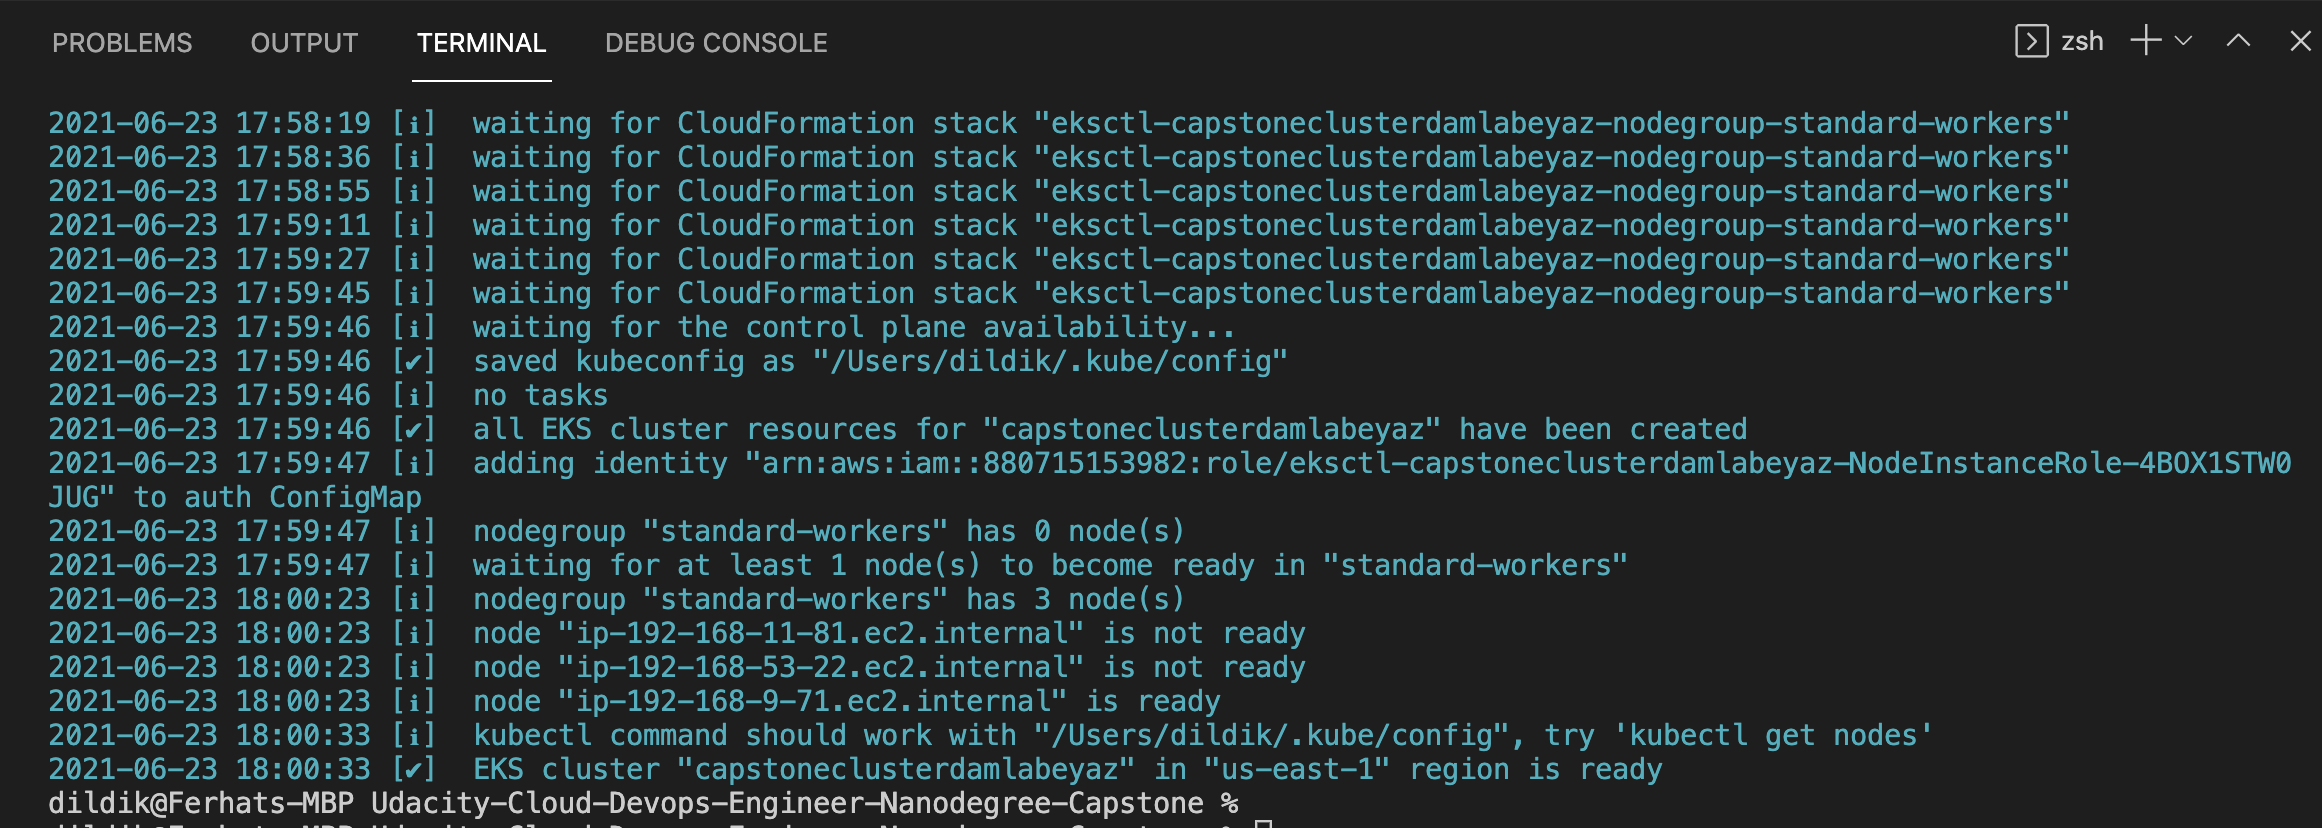 PROBLEMS OUTPUT TERMINAL DEBUG CONSOLE zsh
2021-06-23 17:58:19 [ℹ]  waiting for CloudFormation stack "eksctl-capstoneclusterdamlabeyaz-nodegroup-standard-workers"
2021-06-23 17:58:36 [ℹ]  waiting for CloudFormation stack "eksctl-capstoneclusterdamlabeyaz-nodegroup-standard-workers"
2021-06-23 17:58:55 [ℹ]  waiting for CloudFormation stack "eksctl-capstoneclusterdamlabeyaz-nodegroup-standard-workers"
2021-06-23 17:59:11 [ℹ]  waiting for CloudFormation stack "eksctl-capstoneclusterdamlabeyaz-nodegroup-standard-workers"
2021-06-23 17:59:27 [ℹ]  waiting for CloudFormation stack "eksctl-capstoneclusterdamlabeyaz-nodegroup-standard-workers"
2021-06-23 17:59:45 [ℹ]  waiting for CloudFormation stack "eksctl-capstoneclusterdamlabeyaz-nodegroup-standard-workers"
2021-06-23 17:59:46 [ℹ]  waiting for the control plane availability...
2021-06-23 17:59:46 [✔]  saved kubeconfig as "/Users/dildik/.kube/config"
2021-06-23 17:59:46 [ℹ]  no tasks
2021-06-23 17:59:46 [✔]  all EKS cluster resources for "capstoneclusterdamlabeyaz" have been created
2021-06-23 17:59:47 [ℹ]  adding identity "arn:aws:iam::880715153982:role/eksctl-capstoneclusterdamlabeyaz-NodeInstanceRole-4BOX1STW0
JUG" to auth ConfigMap
2021-06-23 17:59:47 [ℹ]  nodegroup "standard-workers" has 0 node(s)
2021-06-23 17:59:47 [ℹ]  waiting for at least 1 node(s) to become ready in "standard-workers"
2021-06-23 18:00:23 [ℹ]  nodegroup "standard-workers" has 3 node(s)
2021-06-23 18:00:23 [ℹ]  node "ip-192-168-11-81.ec2.internal" is not ready
2021-06-23 18:00:23 [ℹ]  node "ip-192-168-53-22.ec2.internal" is not ready
2021-06-23 18:00:23 [ℹ]  node "ip-192-168-9-71.ec2.internal" is ready
2021-06-23 18:00:33 [ℹ]  kubectl command should work with "/Users/dildik/.kube/config", try 'kubectl get nodes'
2021-06-23 18:00:33 [✔]  EKS cluster "capstoneclusterdamlabeyaz" in "us-east-1" region is ready
dildik@Ferhats-MBP Udacity-Cloud-Devops-Engineer-Nanodegree-Capstone %